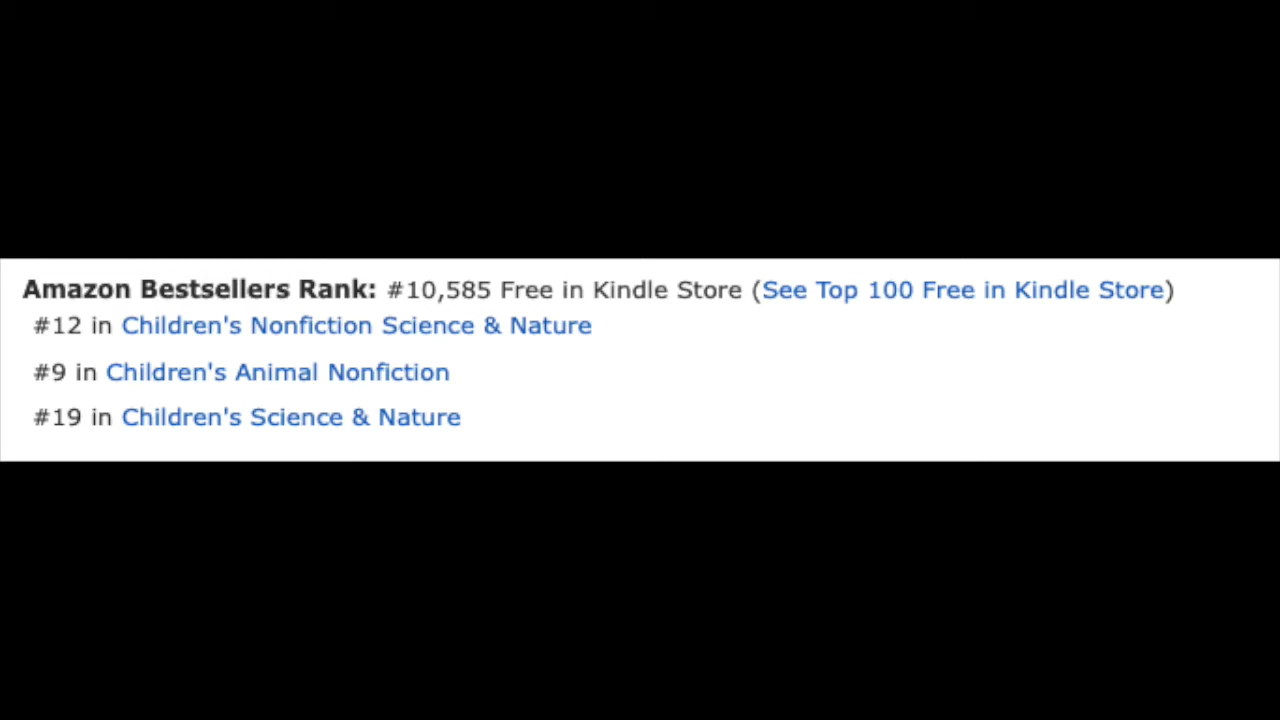 Amazon Bestsellers Rank: #10,585 Free in Kindle Store (See Top 100 Free in Kindle Store)
#12 in Children's Nonfiction Science & Nature
#9 in Children's Animal Nonfiction
#19 in Children's Science & Nature